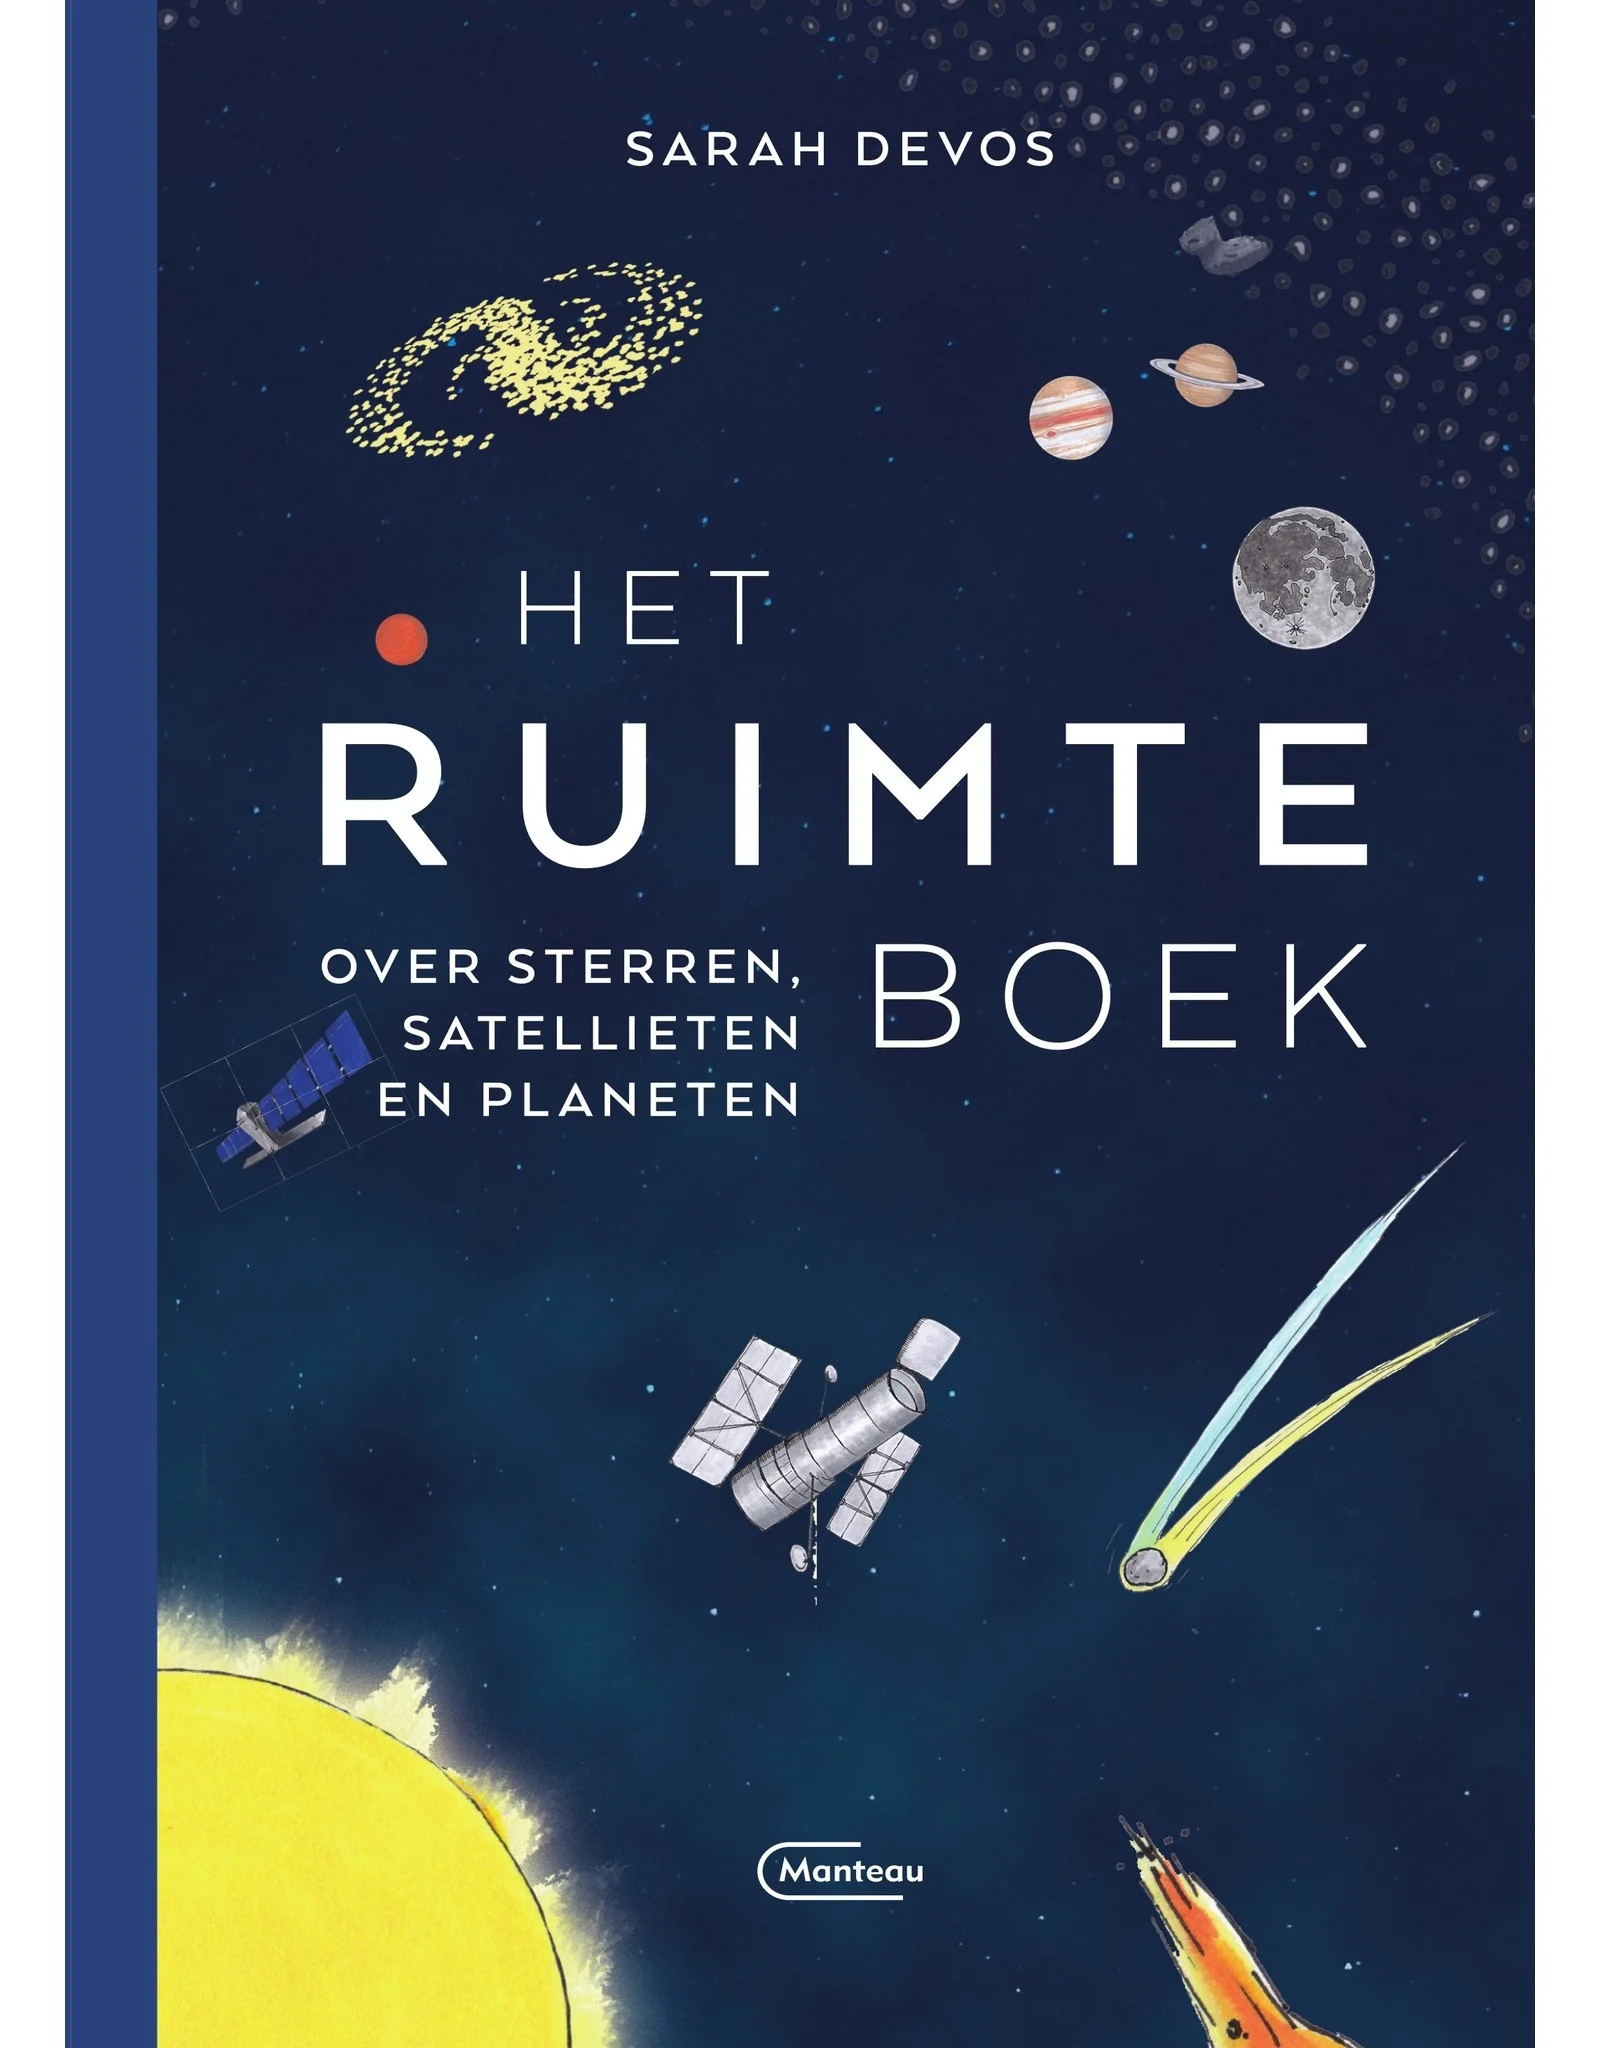 SARAH DEVOS
HET
RUIMTE
OVER STERREN,
SATELLIETEN
EN PLANETEN
BOEK
Manteau